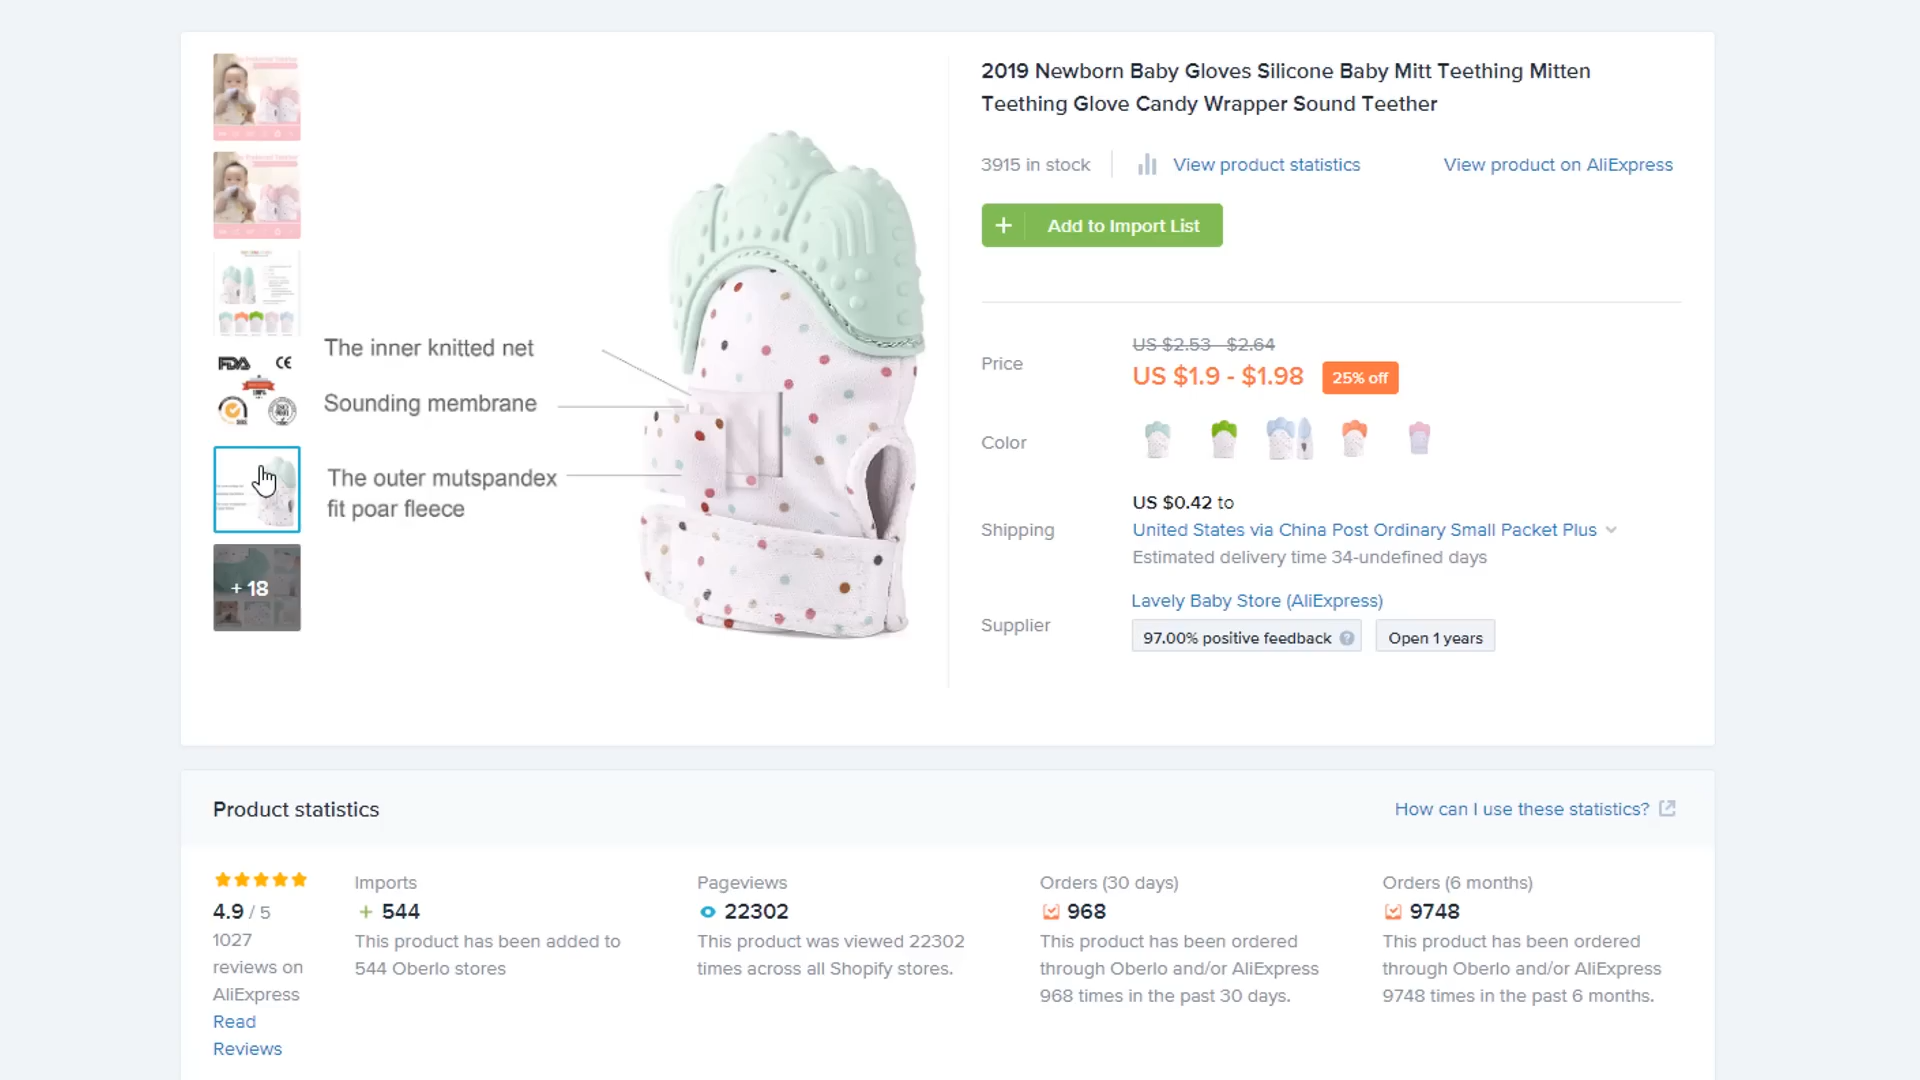 2019 Newborn Baby Gloves Silicone Baby Mitt Teething Mitten
Teething Glove Candy Wrapper Sound Teether
3915 in stock
View product statistics
View product on AliExpress
+ Add to Import List
The inner knitted net
Sounding membrane
The outer mutspandex
fit poar fleece
FDA CE
100%
+ 18
Price
US $2.53 - $2.64
US $1.9 - $1.98
25% off
Color
Shipping
US $0.42 to
United States via China Post Ordinary Small Packet Plus
Estimated delivery time 34-undefined days
Supplier
Lavely Baby Store (AliExpress)
97.00% positive feedback ?
Open 1 years
Product statistics
How can I use these statistics?
4.9 / 5
1027
reviews on
AliExpress
Read
Reviews
Imports
+ 544
This product has been added to
544 Oberlo stores
Pageviews
22302
This product was viewed 22302
times across all Shopify stores.
Orders (30 days)
968
This product has been ordered
through Oberlo and/or AliExpress
968 times in the past 30 days.
Orders (6 months)
9748
This product has been ordered
through Oberlo and/or AliExpress
9748 times in the past 6 months.